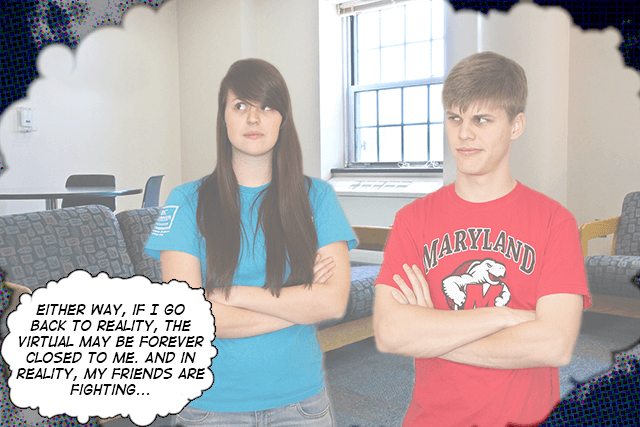 MARYLAND
M
EITHER WAY, IF I GO
BACK TO REALITY, THE
VIRTUAL MAY BE FOREVER
CLOSED TO ME. AND IN
REALITY, MY FRIENDS ARE
FIGHTING...